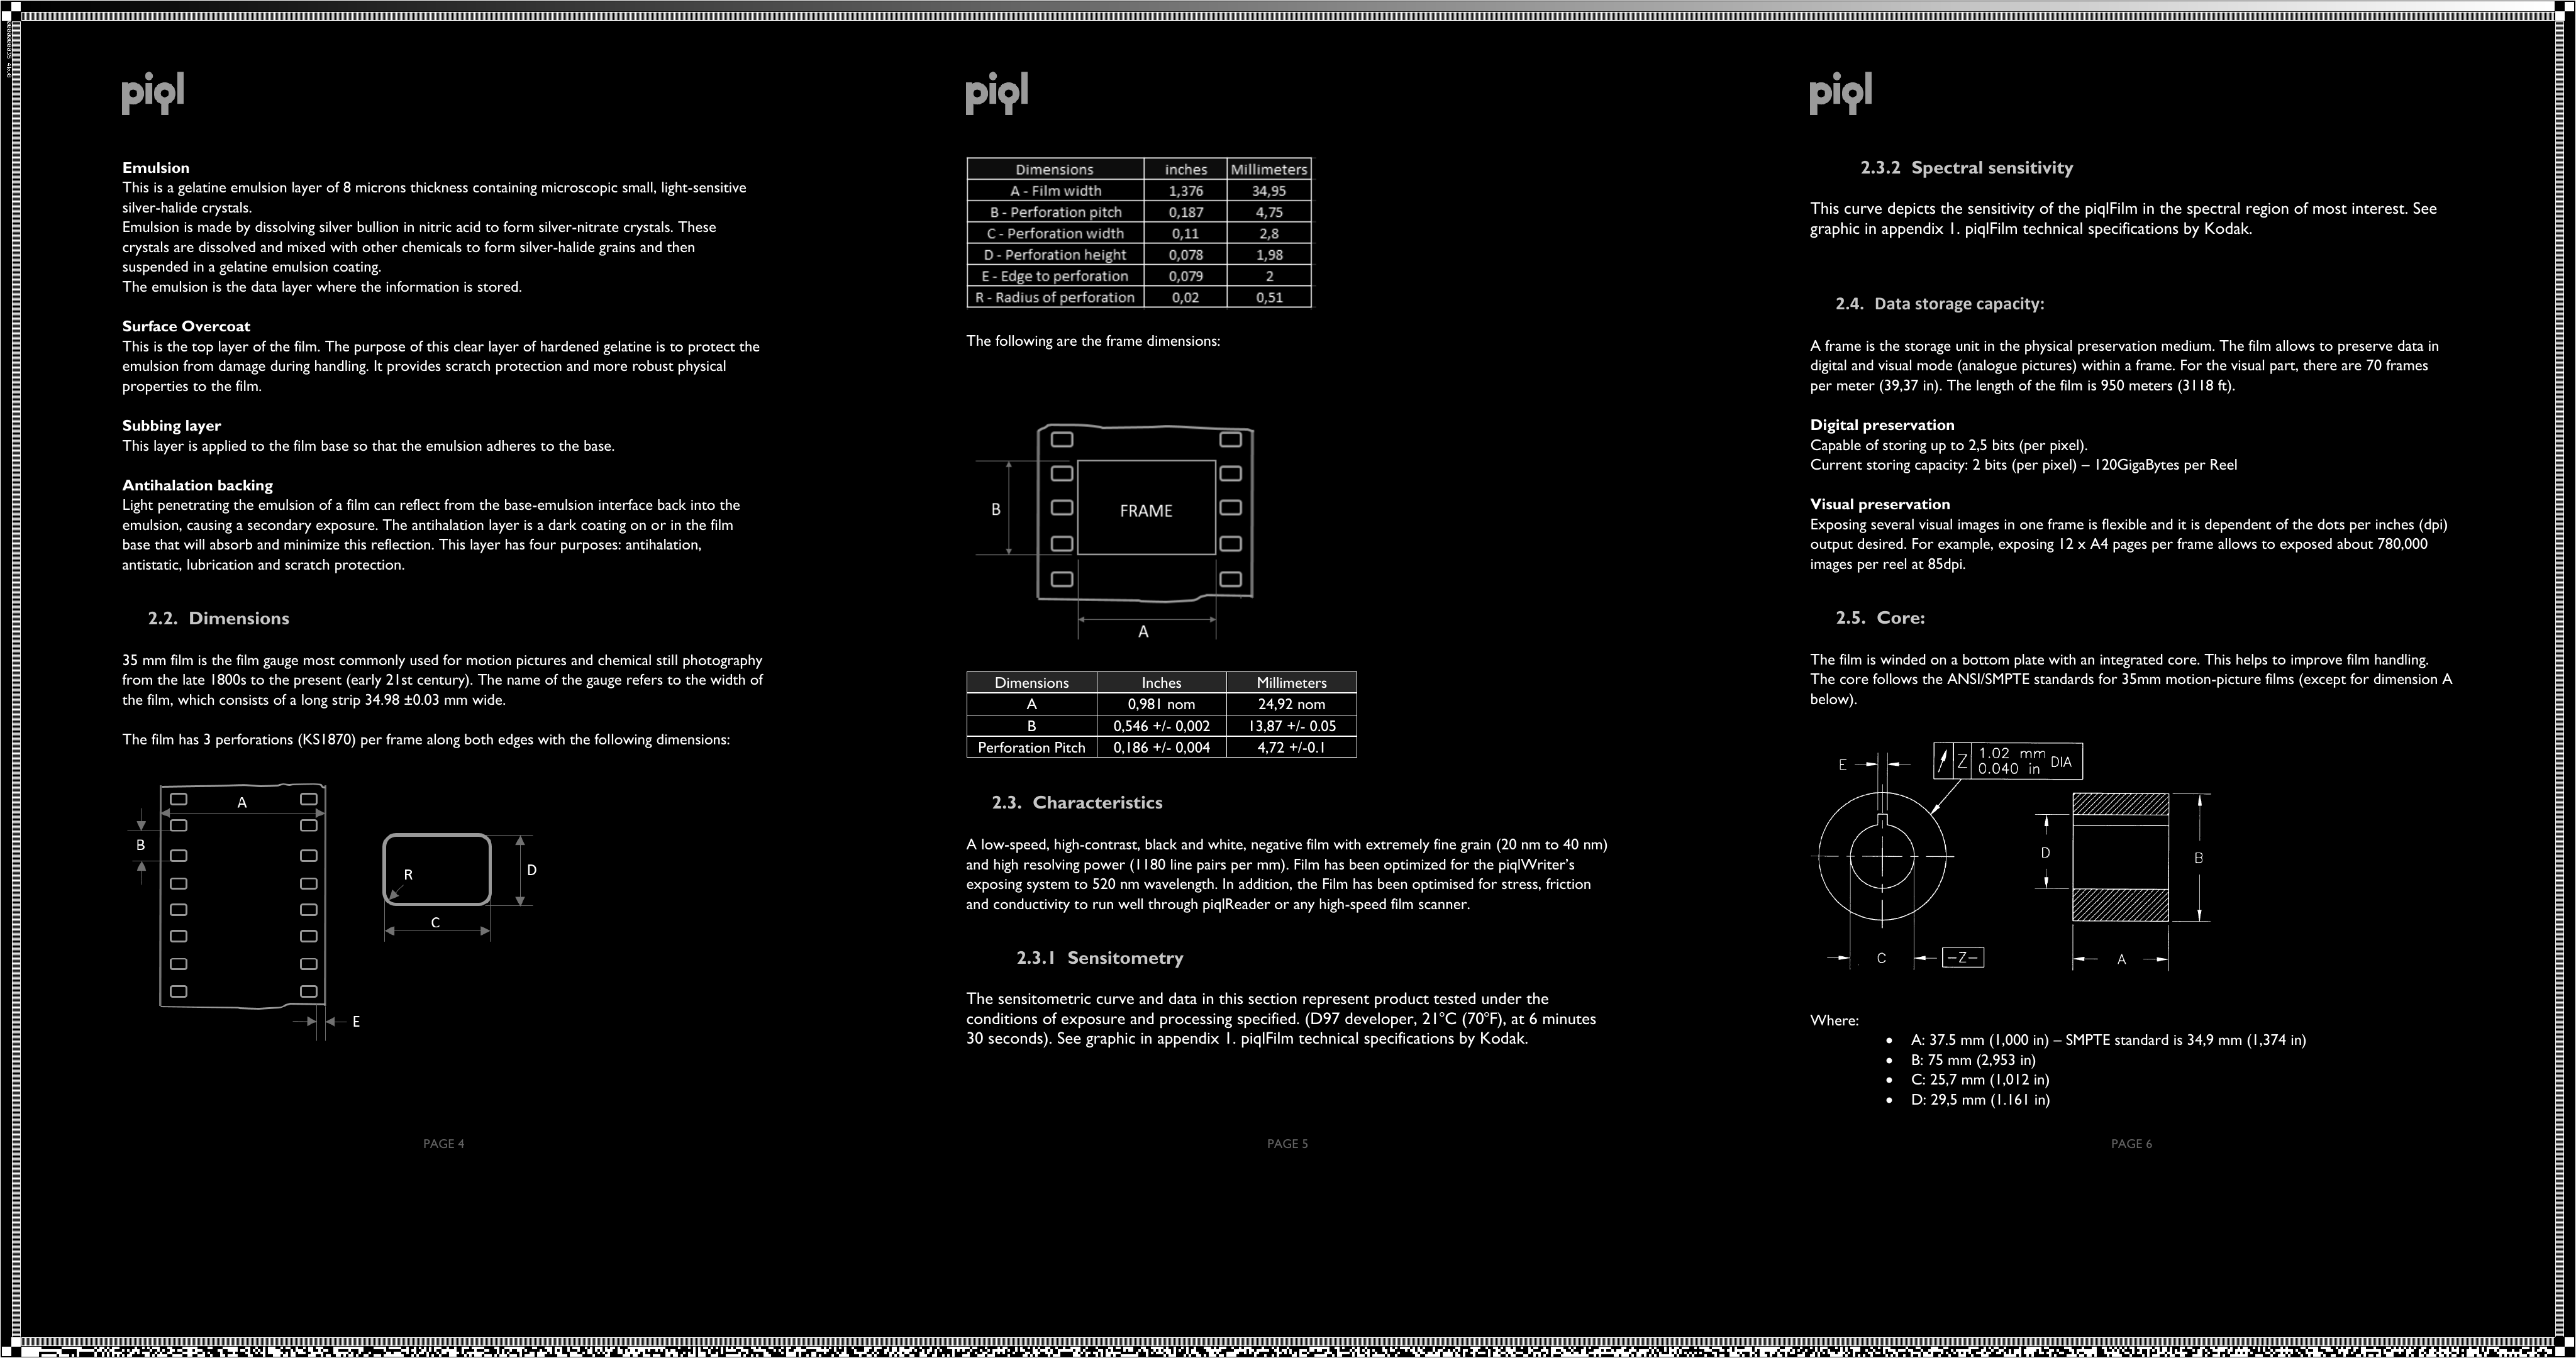 piql
Emulsion
This is a gelatine emulsion layer of 8 microns thickness containing microscopic small, light-sensitive
silver-halide crystals.
Emulsion is made by dissolving silver bullion in nitric acid to form silver-nitrate crystals. These
crystals are dissolved and mixed with other chemicals to form silver-halide grains and then
suspended in a gelatine emulsion coating.
The emulsion is the data layer where the information is stored.
Surface Overcoat
This is the top layer of the film. The purpose of this clear layer of hardened gelatine is to protect the
emulsion from damage during handling. It provides scratch protection and more robust physical
properties to the film.
Subbing layer
This layer is applied to the film base so that the emulsion adheres to the base.
Antihalation backing
Light penetrating the emulsion of a film can reflect from the base-emulsion interface back into the
emulsion, causing a secondary exposure. The antihalation layer is a dark coating on or in the film
base that will absorb and minimize this reflection. This layer has four purposes: antihalation,
antistatic, lubrication and scratch protection.
2.2. Dimensions
35 mm film is the film gauge most commonly used for motion pictures and chemical still photography
from the late 1800s to the present (early 21st century). The name of the gauge refers to the width of
the film, which consists of a long strip 34.98 ±0.03 mm wide.
The film has 3 perforations (KS1870) per frame along both edges with the following dimensions:
A
B
R
D
C
E
PAGE 4
piql
Dimensions inches Millimeters
A - Film width 1,376 34,95
B - Perforation pitch 0,187 4,75
C - Perforation width 0,11 2,8
D - Perforation height 0,078 1,98
E - Edge to perforation 0,079 2
R - Radius of perforation 0,02 0,51
The following are the frame dimensions:
B
FRAME
A
Dimensions Inches Millimeters
A 0,981 nom 24,92 nom
B 0,546 +/- 0,002 13,87 +/- 0.05
Perforation Pitch 0,186 +/- 0,004 4,72 +/-0.1
2.3. Characteristics
A low-speed, high-contrast, black and white, negative film with extremely fine grain (20 nm to 40 nm)
and high resolving power (1180 line pairs per mm). Film has been optimized for the piqlWriter's
exposing system to 520 nm wavelength. In addition, the Film has been optimised for stress, friction
and conductivity to run well through piqlReader or any high-speed film scanner.
2.3.1 Sensitometry
The sensitometric curve and data in this section represent product tested under the
conditions of exposure and processing specified. (D97 developer, 21°C (70°F), at 6 minutes
30 seconds). See graphic in appendix 1. piqlFilm technical specifications by Kodak.
PAGE 5
piql
2.3.2 Spectral sensitivity
This curve depicts the sensitivity of the piqlFilm in the spectral region of most interest. See
graphic in appendix 1. piqlFilm technical specifications by Kodak.
2.4. Data storage capacity:
A frame is the storage unit in the physical preservation medium. The film allows to preserve data in
digital and visual mode (analogue pictures) within a frame. For the visual part, there are 70 frames
per meter (39,37 in). The length of the film is 950 meters (3118 ft).
Digital preservation
Capable of storing up to 2,5 bits (per pixel).
Current storing capacity: 2 bits (per pixel) – 120GigaBytes per Reel
Visual preservation
Exposing several visual images in one frame is flexible and it is dependent of the dots per inches (dpi)
output desired. For example, exposing 12 x A4 pages per frame allows to exposed about 780,000
images per reel at 85dpi.
2.5. Core:
The film is winded on a bottom plate with an integrated core. This helps to improve film handling.
The core follows the ANSI/SMPTE standards for 35mm motion-picture films (except for dimension A
below).
E
Z 1.02 mm DIA
0.040 in
D
B
C
-Z-
A
Where:
• A: 37.5 mm (1,000 in) – SMPTE standard is 34,9 mm (1,374 in)
• B: 75 mm (2,953 in)
• C: 25,7 mm (1,012 in)
• D: 29,5 mm (1.161 in)
PAGE 6